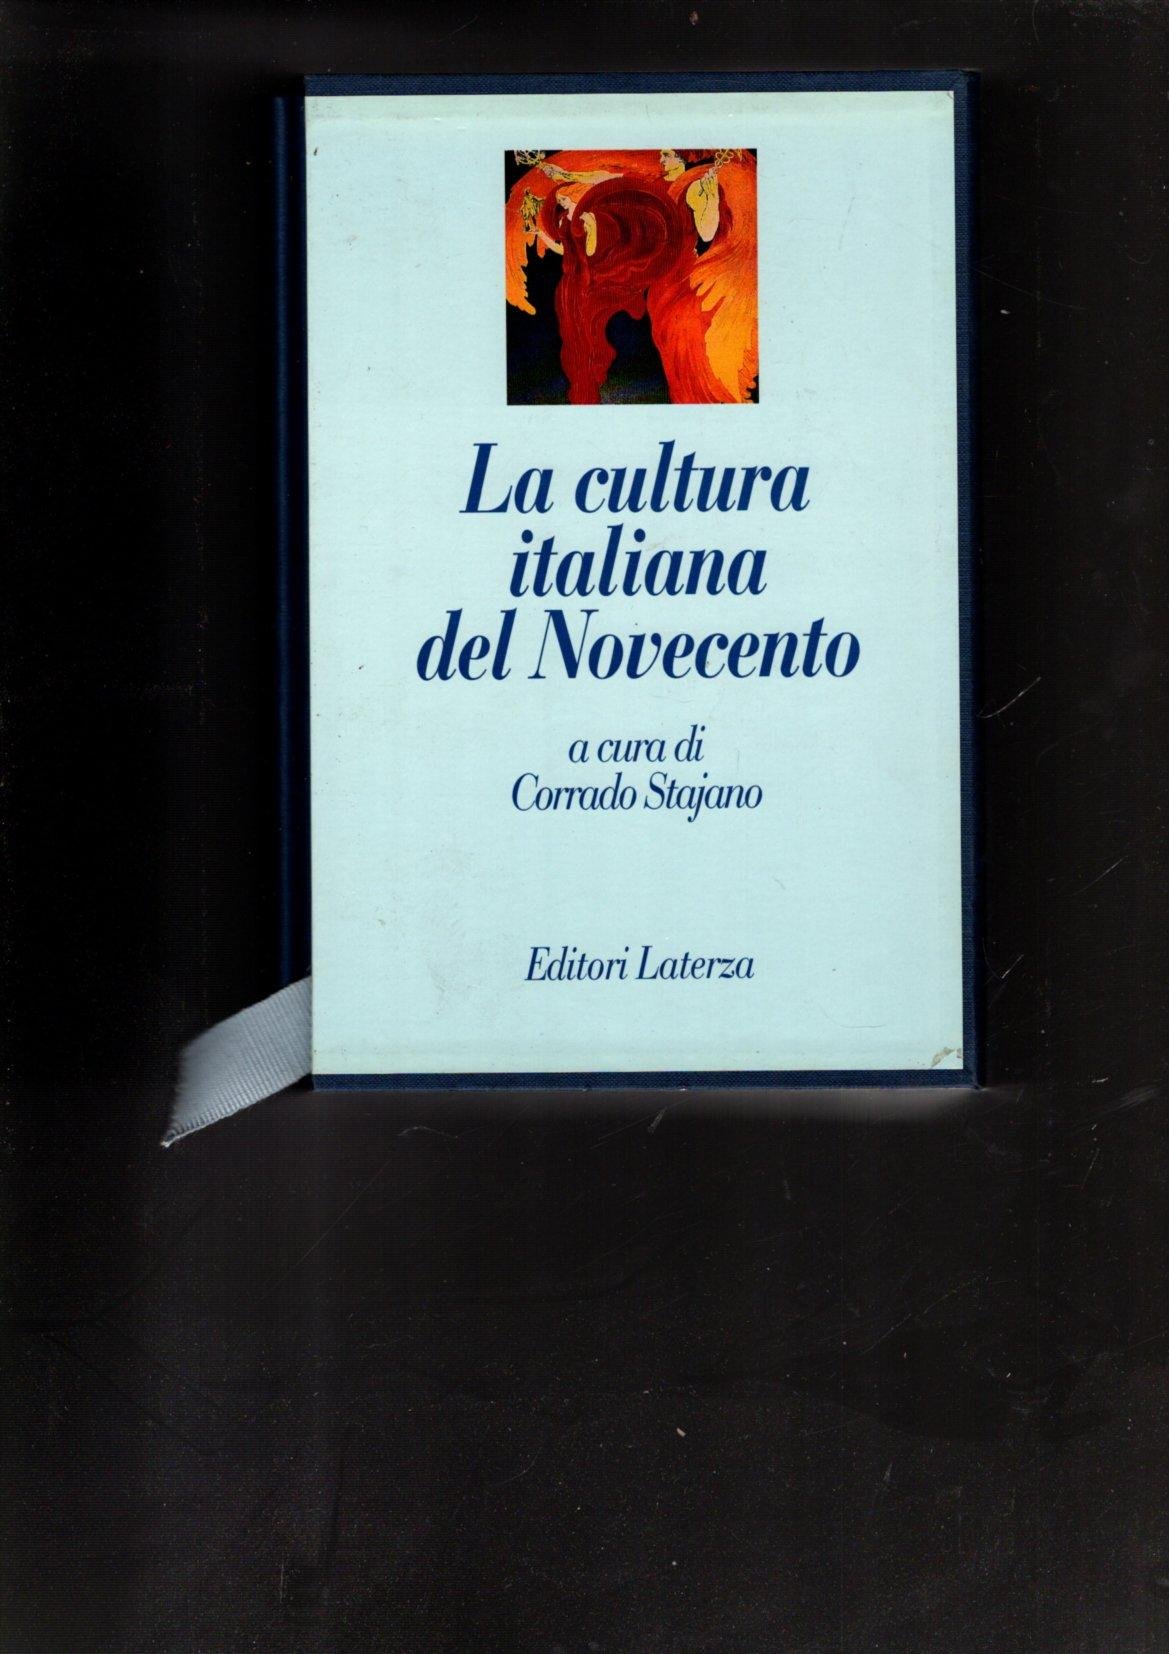 La cultura
italiana
del Novecento
a cura di
Corrado Stajano
Editori Laterza